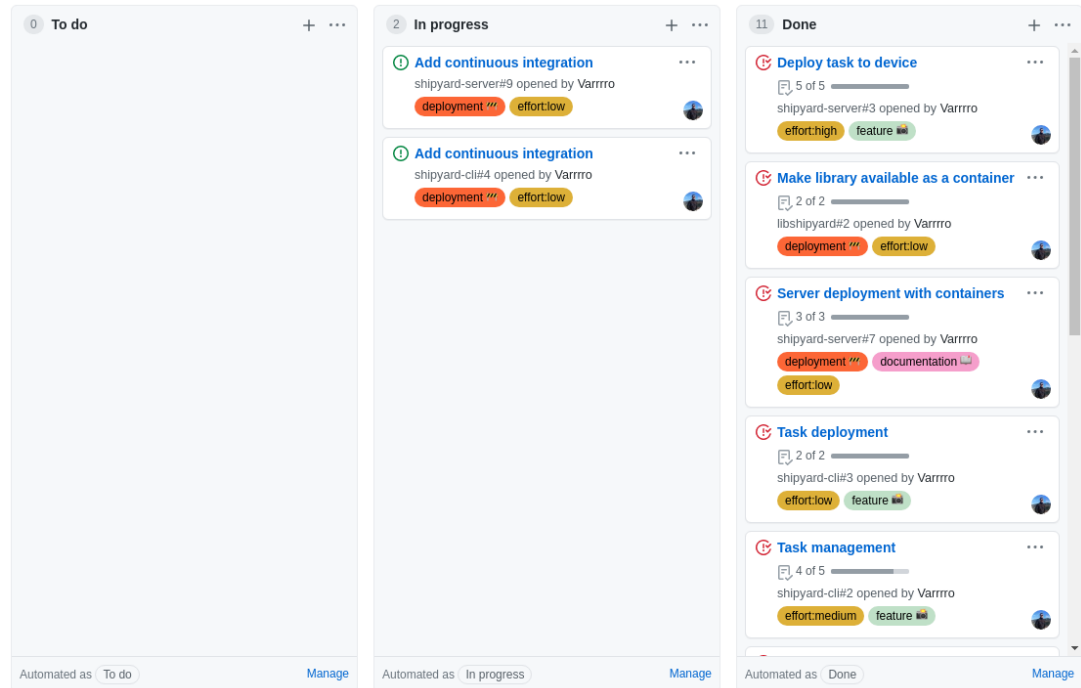 0 To do
2 In progress
11 Done
Add continuous integration
shipyard-server#9 opened by Varrrro
deployment effort:low
Add continuous integration
shipyard-cli#4 opened by Varrrro
deployment effort:low
Deploy task to device
5 of 5
shipyard-server#3 opened by Varrrro
effort:high feature
Make library available as a container
2 of 2
libshipyard#2 opened by Varrrro
deployment effort:low
Server deployment with containers
3 of 3
shipyard-server#7 opened by Varrrro
deployment documentation
effort:low
Task deployment
2 of 2
shipyard-cli#3 opened by Varrrro
effort:low feature
Task management
4 of 5
shipyard-cli#2 opened by Varrrro
effort:medium feature
Automated as To do Manage
Automated as In progress Manage
Automated as Done Manage